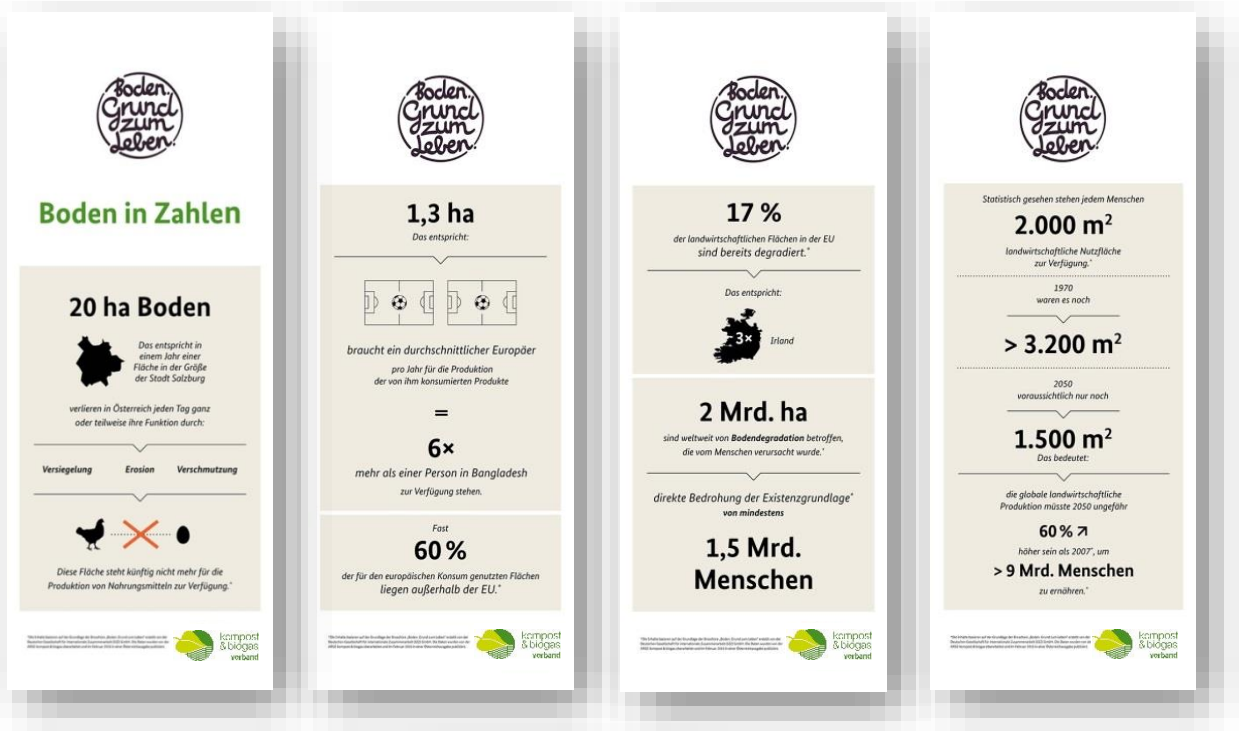 Boden.
Grund
zum
Leben.
Boden in Zahlen
20 ha Boden
Das entspricht in
einem Jahr einer
Fläche in der Größe
der Stadt Salzburg
verlieren in Österreich jeden Tag ganz
oder teilweise ihre Funktion durch:
Versiegelung Erosion Verschmutzung
Diese Fläche steht künftig nicht mehr für die
Produktion von Nahrungsmitteln zur Verfügung.*
kompost
& biogas
verband
Boden.
Grund
zum
Leben.
1,3 ha
Das entspricht:
braucht ein durchschnittlicher Europäer
pro Jahr für die Produktion
der von ihm konsumierten Produkte
=
6×
mehr als einer Person in Bangladesh
zur Verfügung stehen.
Fast
60 %
der für den europäischen Konsum genutzten Flächen
liegen außerhalb der EU.*
kompost
& biogas
verband
Boden.
Grund
zum
Leben.
17 %
der landwirtschaftlichen Flächen in der EU
sind bereits degradiert.*
Das entspricht:
3× Irland
2 Mrd. ha
sind weltweit von Bodendegradation betroffen,
die vom Menschen verursacht wurde.*
direkte Bedrohung der Existenzgrundlage*
von mindestens
1,5 Mrd.
Menschen
kompost
& biogas
verband
Boden.
Grund
zum
Leben.
Statistisch gesehen stehen jedem Menschen
2.000 m²
landwirtschaftliche Nutzfläche
zur Verfügung.*
1970
waren es noch
> 3.200 m²
2050
voraussichtlich nur noch
1.500 m²
Das bedeutet:
die globale landwirtschaftliche
Produktion müsste 2050 ungefähr
60 % ↗
höher sein als 2007*, um
> 9 Mrd. Menschen
zu ernähren.*
kompost
& biogas
verband